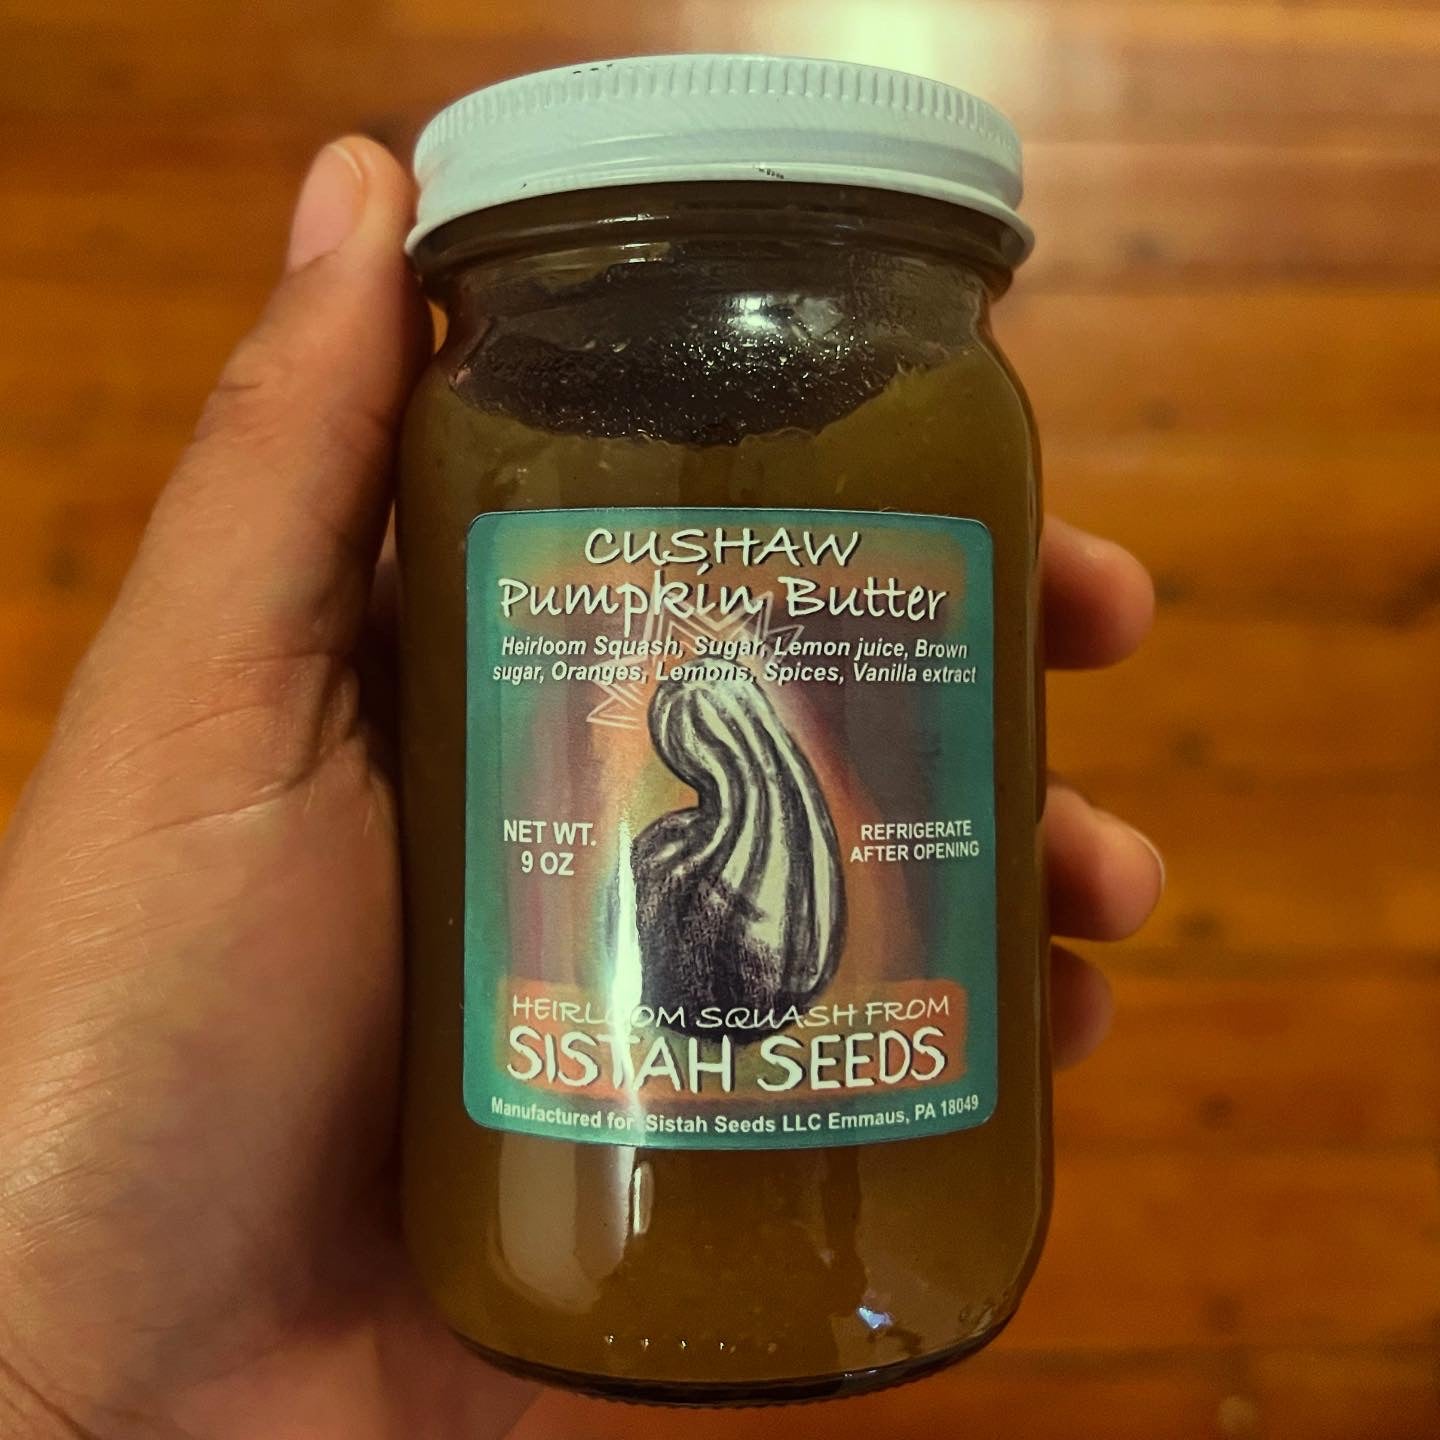 CUSHAW
Pumpkin Butter
Heirloom Squash, Sugar, Lemon juice, Brown
sugar, Oranges, Lemons, Spices, Vanilla extract
NET WT.
9 OZ
REFRIGERATE
AFTER OPENING
HEIRLOOM SQUASH FROM
SISTAH SEEDS
Manufactured for Sistah Seeds LLC Emmaus, PA 18049